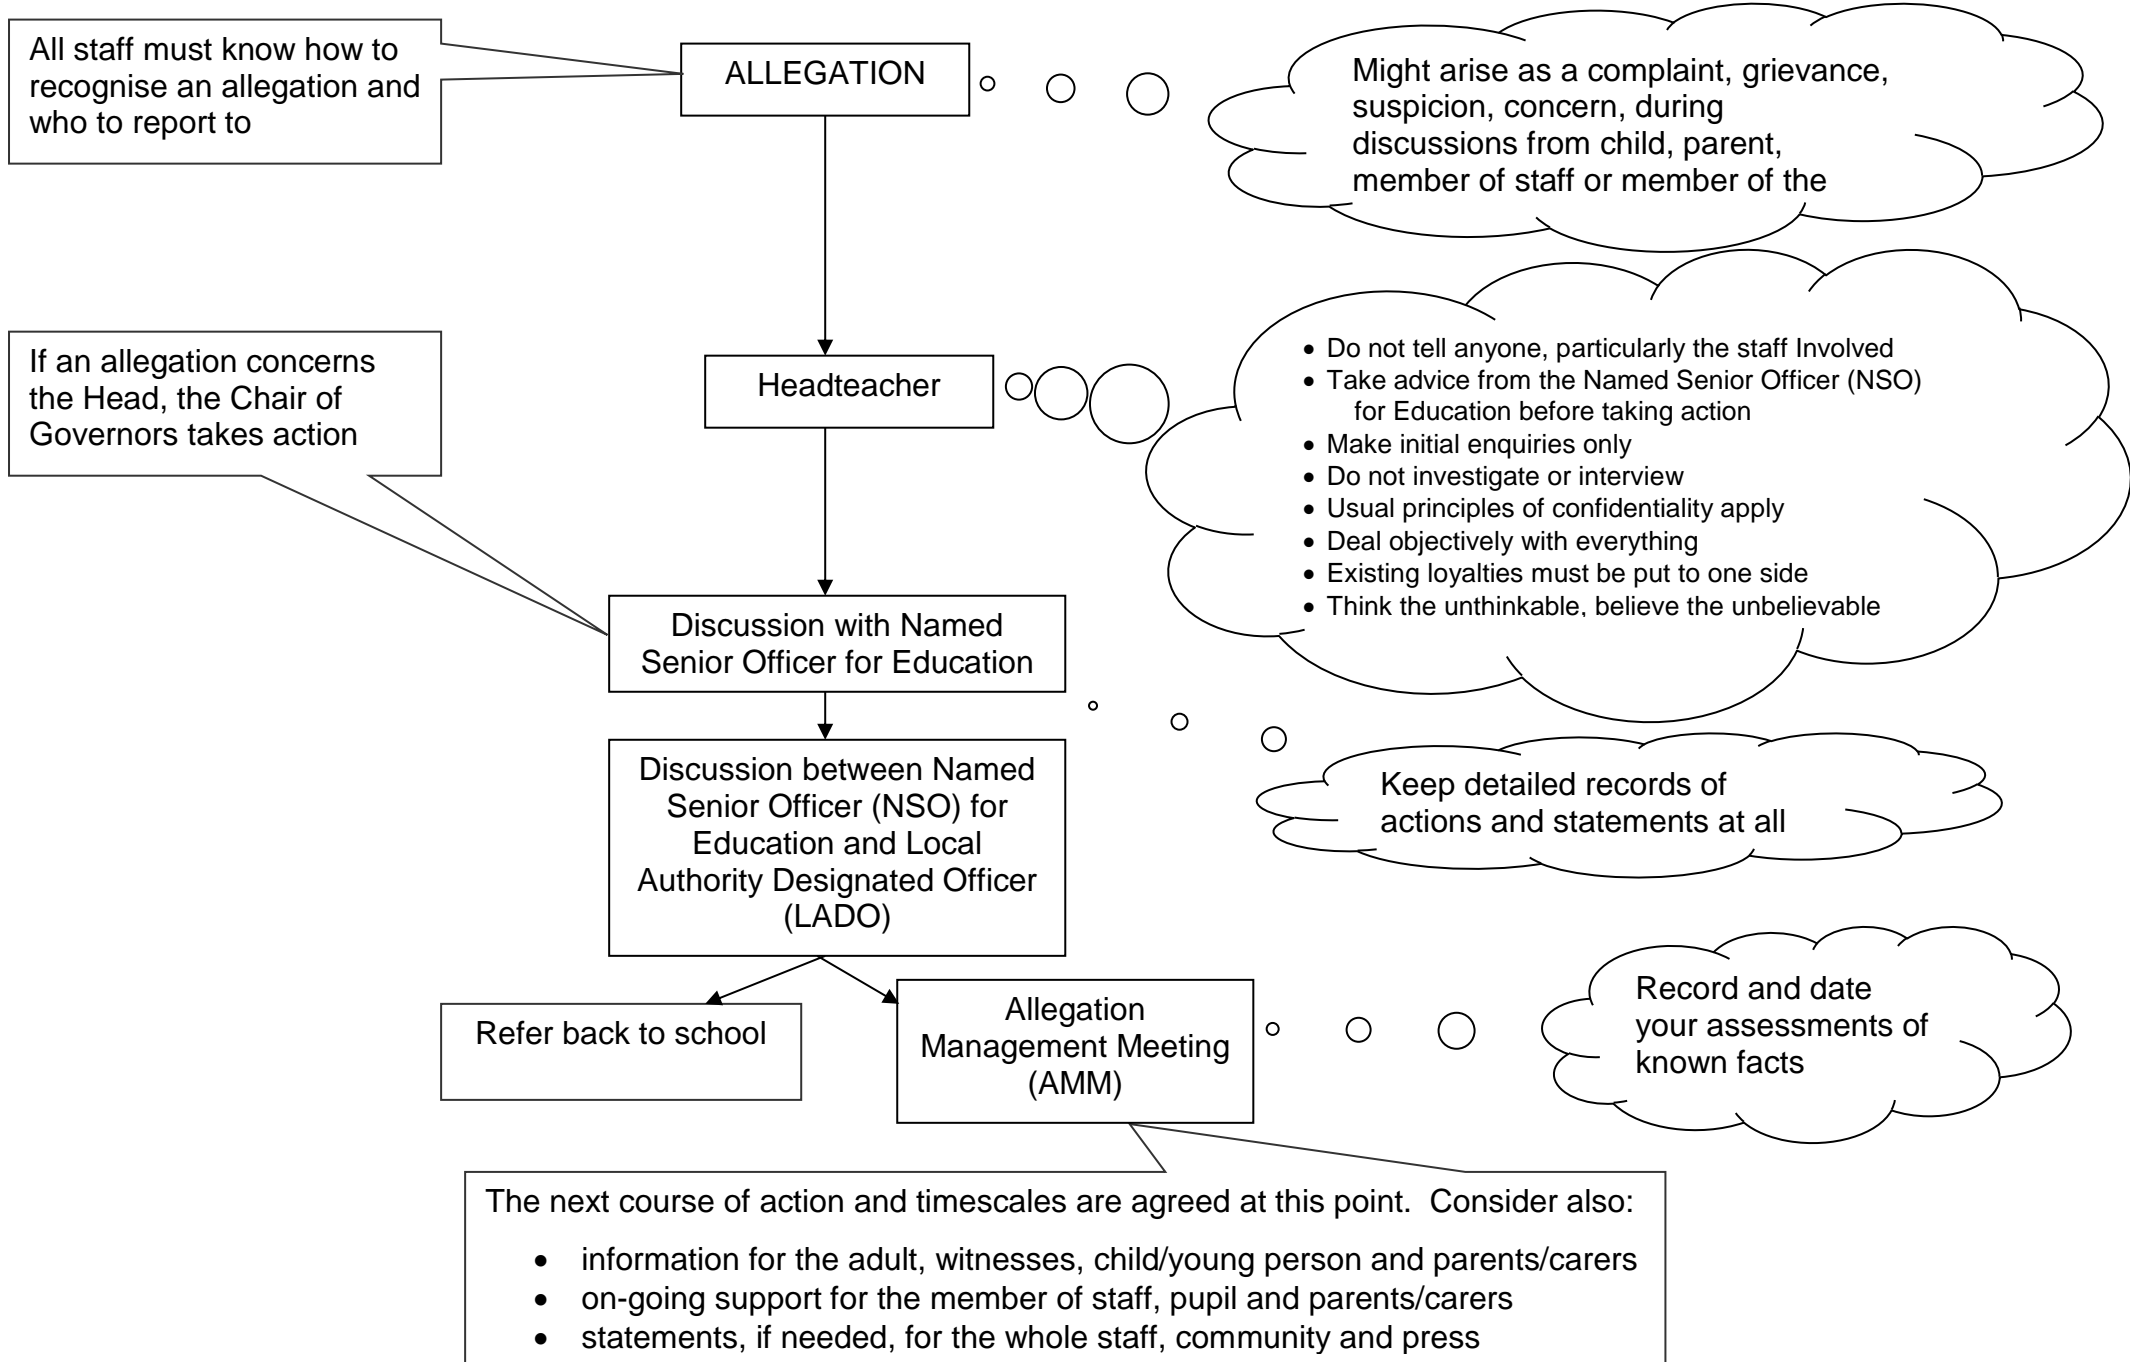 All staff must know how to
recognise an allegation and
who to report to
ALLEGATION
Might arise as a complaint, grievance,
suspicion, concern, during
discussions from child, parent,
member of staff or member of the
If an allegation concerns
the Head, the Chair of
Governors takes action
Headteacher
• Do not tell anyone, particularly the staff Involved
• Take advice from the Named Senior Officer (NSO)
for Education before taking action
• Make initial enquiries only
• Do not investigate or interview
• Usual principles of confidentiality apply
• Deal objectively with everything
• Existing loyalties must be put to one side
• Think the unthinkable, believe the unbelievable
Discussion with Named
Senior Officer for Education
Discussion between Named
Senior Officer (NSO) for
Education and Local
Authority Designated Officer
(LADO)
Keep detailed records of
actions and statements at all
Refer back to school
Allegation
Management Meeting
(AMM)
Record and date
your assessments of
known facts
The next course of action and timescales are agreed at this point.  Consider also:
• information for the adult, witnesses, child/young person and parents/carers
• on-going support for the member of staff, pupil and parents/carers
• statements, if needed, for the whole staff, community and press